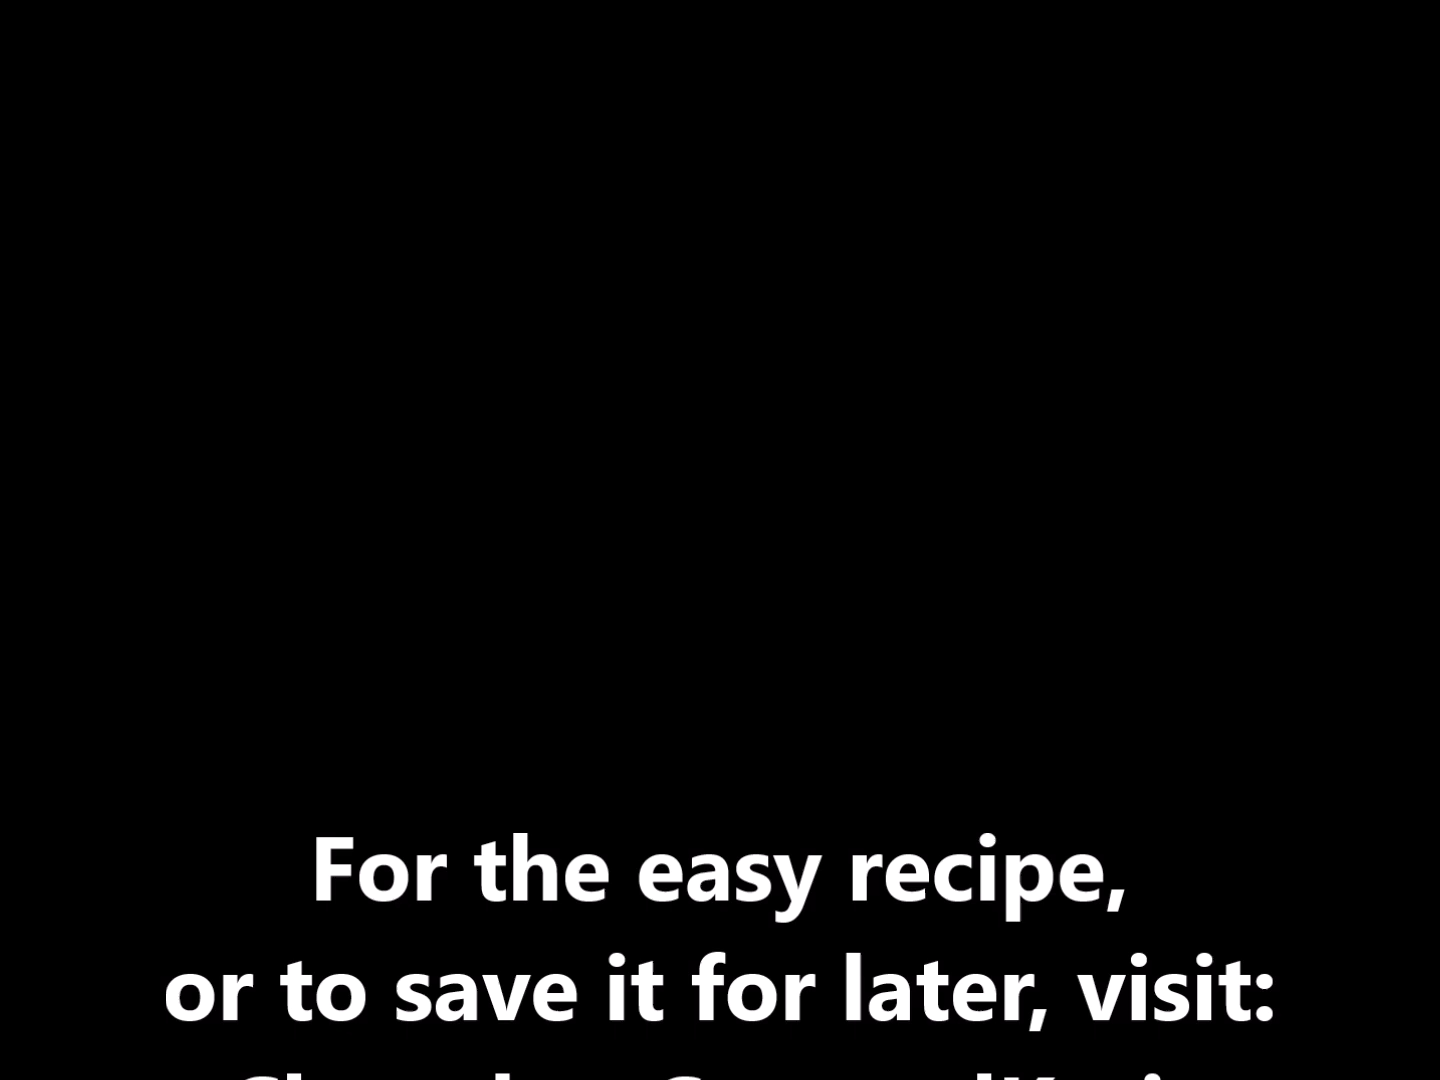 For the easy recipe,
or to save it for later, visit: